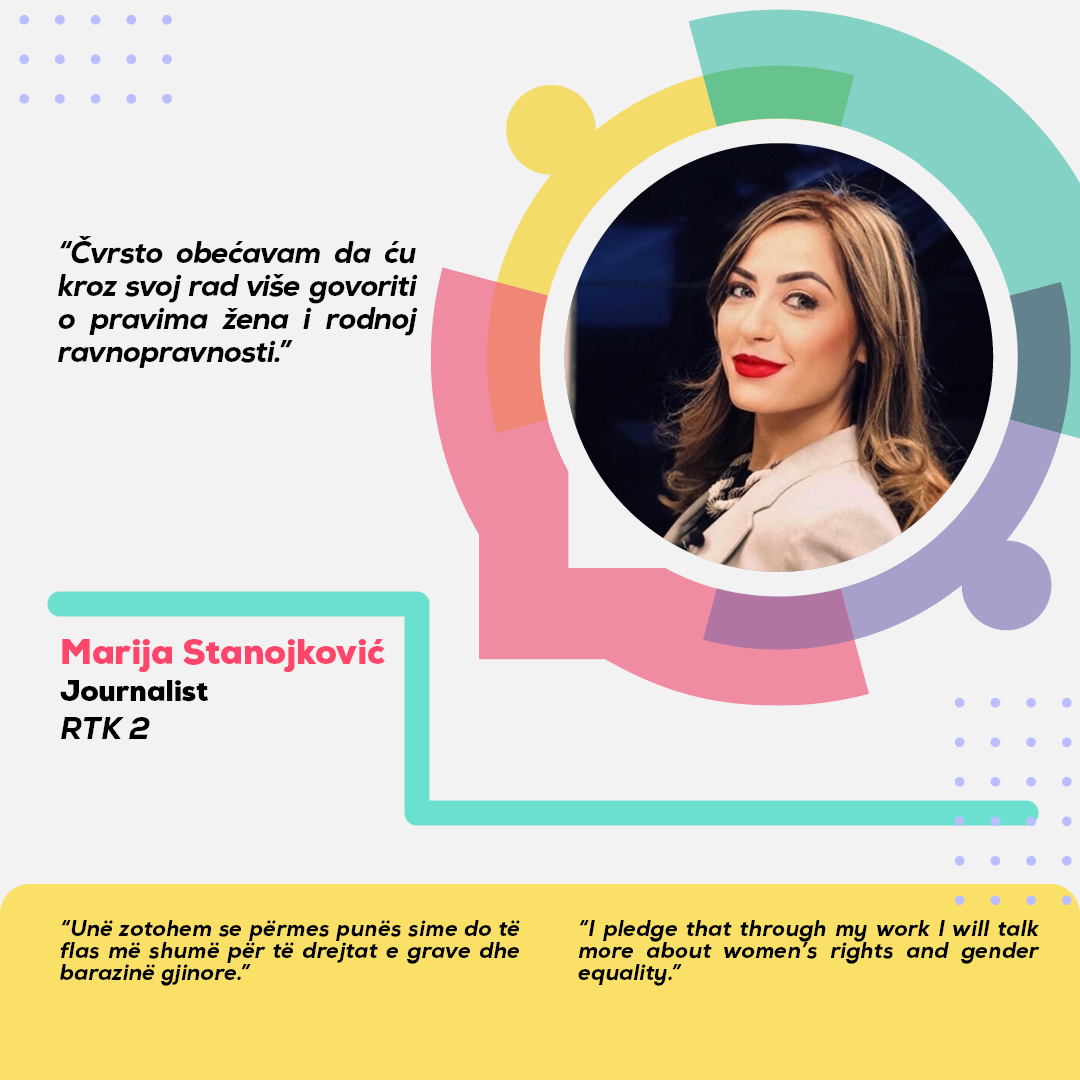 “Čvrsto obećavam da ću
kroz svoj rad više govoriti
o pravima žena i rodnoj
ravnopravnosti.”
Marija Stanojković
Journalist
RTK 2
“Unë zotohem se përmes punës sime do të
flas më shumë për të drejtat e grave dhe
barazinë gjinore.”
“I pledge that through my work I will talk
more about women’s rights and gender
equality.”